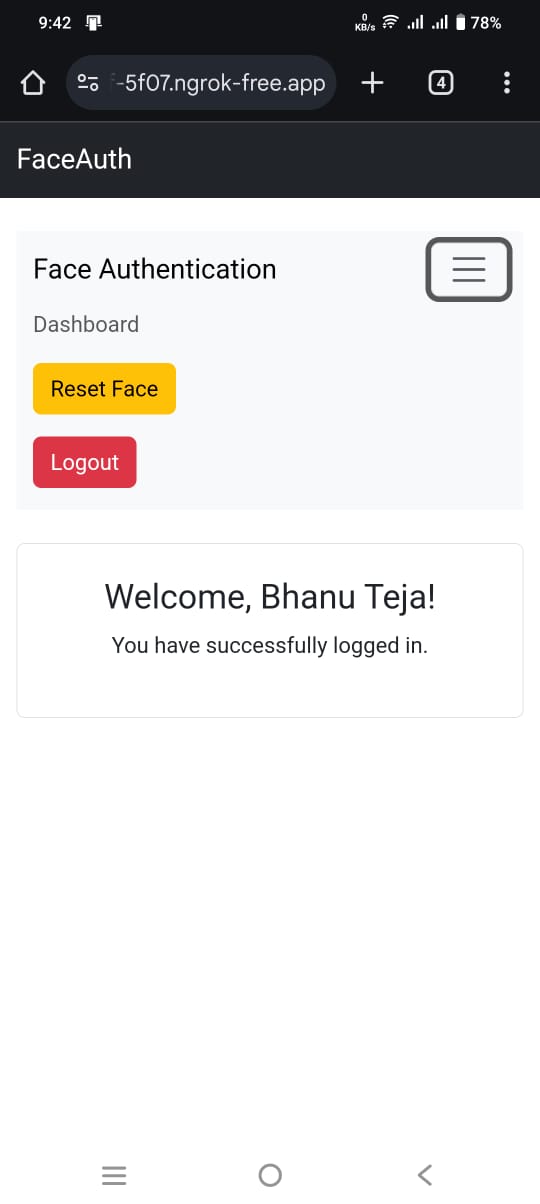 9:42
0
KB/s
78%
-5f07.ngrok-free.app
4
FaceAuth
Face Authentication
Dashboard
Reset Face
Logout
Welcome, Bhanu Teja!
You have successfully logged in.